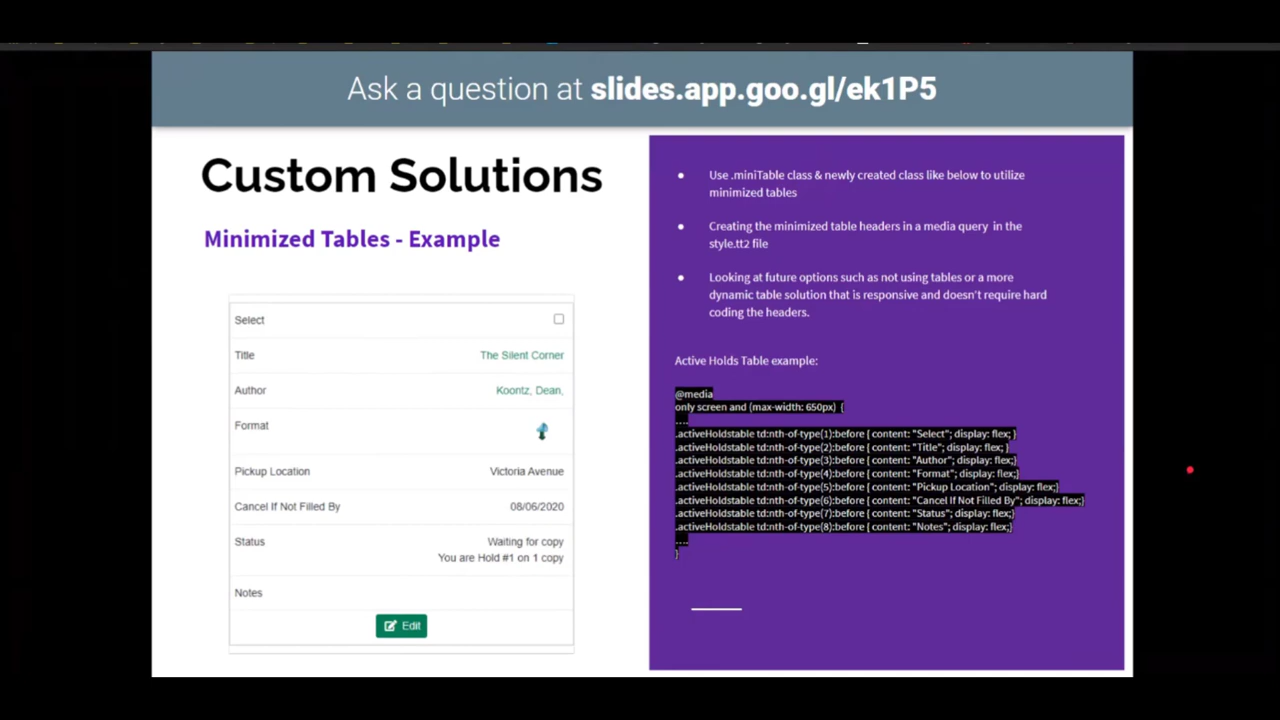 Ask a question at slides.app.goo.gl/ek1P5
Custom Solutions
Minimized Tables - Example
Select
Title The Silent Corner
Author Koontz, Dean,
Format
Pickup Location Victoria Avenue
Cancel If Not Filled By 08/06/2020
Status Waiting for copy
You are Hold #1 on 1 copy
Notes
Edit
● Use .miniTable class & newly created class like below to utilize
minimized tables
● Creating the minimized table headers in a media query in the
style.tt2 file
● Looking at future options such as not using tables or a more
dynamic table solution that is responsive and doesn't require hard
coding the headers.
Active Holds Table example:
@media
only screen and (max-width: 650px) {
....
.activeHoldstable td:nth-of-type(1):before { content: "Select"; display: flex; }
.activeHoldstable td:nth-of-type(2):before { content: "Title"; display: flex; }
.activeHoldstable td:nth-of-type(3):before { content: "Author"; display: flex;}
.activeHoldstable td:nth-of-type(4):before { content: "Format"; display: flex;}
.activeHoldstable td:nth-of-type(5):before { content: "Pickup Location"; display: flex;}
.activeHoldstable td:nth-of-type(6):before { content: "Cancel If Not Filled By"; display: flex;}
.activeHoldstable td:nth-of-type(7):before { content: "Status"; display: flex;}
.activeHoldstable td:nth-of-type(8):before { content: "Notes"; display: flex;}
....
}